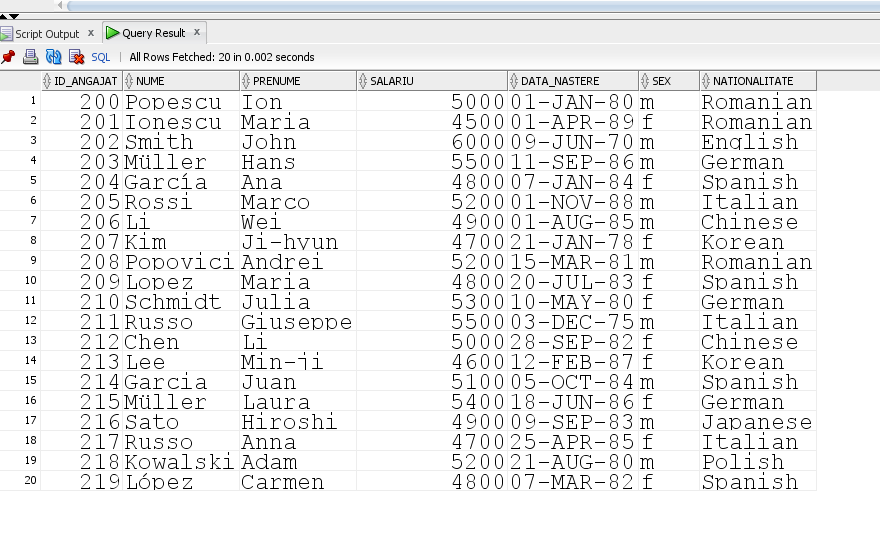 Script Output x Query Result x
SQL | All Rows Fetched: 20 in 0.002 seconds
ID_ANGAJAT NUME PRENUME SALARIU DATA_NASTERE SEX NATIONALITATE
1 200 Popescu Ion 5000 01-JAN-80 m Romanian
2 201 Ionescu Maria 4500 01-APR-89 f Romanian
3 202 Smith John 6000 09-JUN-70 m English
4 203 Müller Hans 5500 11-SEP-86 m German
5 204 García Ana 4800 07-JAN-84 f Spanish
6 205 Rossi Marco 5200 01-NOV-88 m Italian
7 206 Li Wei 4900 01-AUG-85 m Chinese
8 207 Kim Ji-hyun 4700 21-JAN-78 f Korean
9 208 Popovici Andrei 5200 15-MAR-81 m Romanian
10 209 Lopez Maria 4800 20-JUL-83 f Spanish
11 210 Schmidt Julia 5300 10-MAY-80 f German
12 211 Russo Giuseppe 5500 03-DEC-75 m Italian
13 212 Chen Li 5000 28-SEP-82 f Chinese
14 213 Lee Min-ji 4600 12-FEB-87 f Korean
15 214 Garcia Juan 5100 05-OCT-84 m Spanish
16 215 Müller Laura 5400 18-JUN-86 f German
17 216 Sato Hiroshi 4900 09-SEP-83 m Japanese
18 217 Russo Anna 4700 25-APR-85 f Italian
19 218 Kowalski Adam 5200 21-AUG-80 m Polish
20 219 López Carmen 4800 07-MAR-82 f Spanish